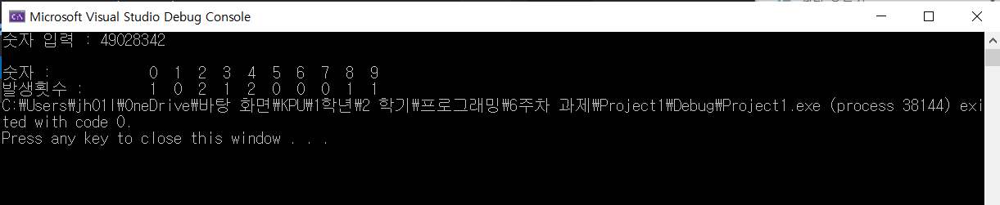 Microsoft Visual Studio Debug Console
숫자 입력 : 49028342
숫자 : 0 1 2 3 4 5 6 7 8 9
발생횟수 : 1 0 2 1 2 0 0 0 1 1
C:\Users\jh01l\OneDrive\바탕 화면\KPU\1학년\2 학기\프로그래밍\6주차 과제\Project1\Debug\Project1.exe (process 38144) exi
ted with code 0.
Press any key to close this window . . .